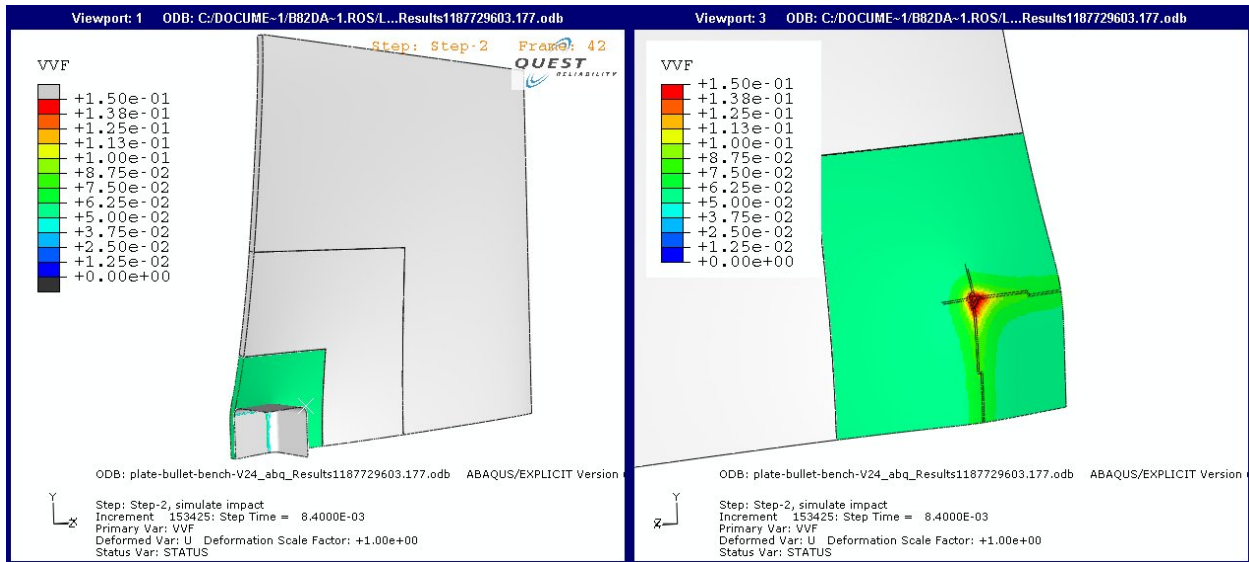 Viewport: 1 ODB: C:/DOCUME~1/B82DA~1.ROS/L...Results1187729603.177.odb
Step: Step-2 Frame: 42
QUEST
RELIABILITY
VVF
+1.50e-01
+1.38e-01
+1.25e-01
+1.13e-01
+1.00e-01
+8.75e-02
+7.50e-02
+6.25e-02
+5.00e-02
+3.75e-02
+2.50e-02
+1.25e-02
+0.00e+00
ODB: plate-bullet-bench-V24_abq_Results1187729603.177.odb ABAQUS/EXPLICIT Version
Y
Step: Step-2, simulate impact
Increment 153425: Step Time = 8.4000E-03
Primary Var: VVF
Deformed Var: U Deformation Scale Factor: +1.00e+00
Status Var: STATUS
Viewport: 3 ODB: C:/DOCUME~1/B82DA~1.ROS/L...Results1187729603.177.odb
VVF
+1.50e-01
+1.38e-01
+1.25e-01
+1.13e-01
+1.00e-01
+8.75e-02
+7.50e-02
+6.25e-02
+5.00e-02
+3.75e-02
+2.50e-02
+1.25e-02
+0.00e+00
ODB: plate-bullet-bench-V24_abq_Results1187729603.177.odb ABAQUS/EXPLICIT Version
Y
Step: Step-2, simulate impact
Increment 153425: Step Time = 8.4000E-03
Primary Var: VVF
Deformed Var: U Deformation Scale Factor: +1.00e+00
Status Var: STATUS